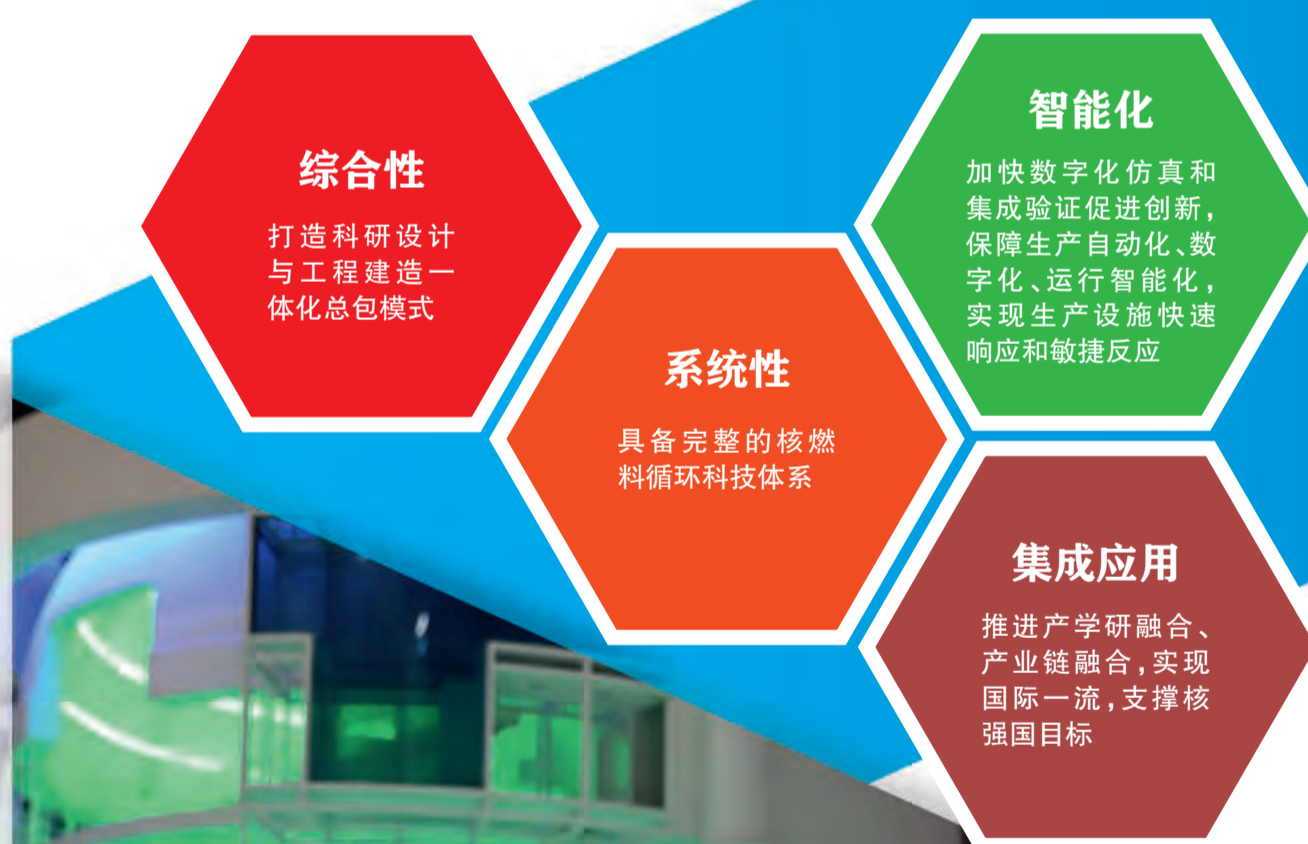 综合性
打造科研设计
与工程建造一
体化总包模式
系统性
具备完整的核燃
料循环科技体系
智能化
加快数字化仿真和
集成验证促进创新，
保障生产自动化、数
字化、运行智能化，
实现生产设施快速
响应和敏捷反应
集成应用
推进产学研融合、
产业链融合，实现
国际一流，支撑核
强国目标